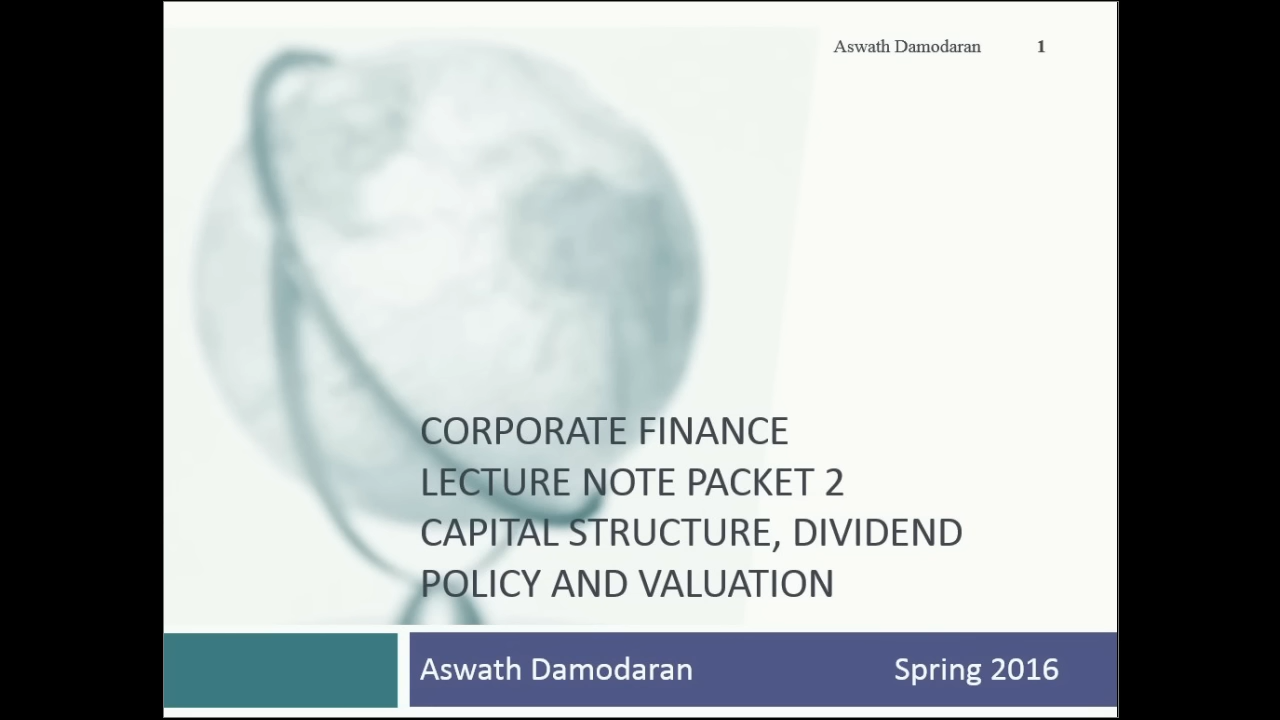 Aswath Damodaran 1
CORPORATE FINANCE
LECTURE NOTE PACKET 2
CAPITAL STRUCTURE, DIVIDEND
POLICY AND VALUATION
Aswath Damodaran Spring 2016